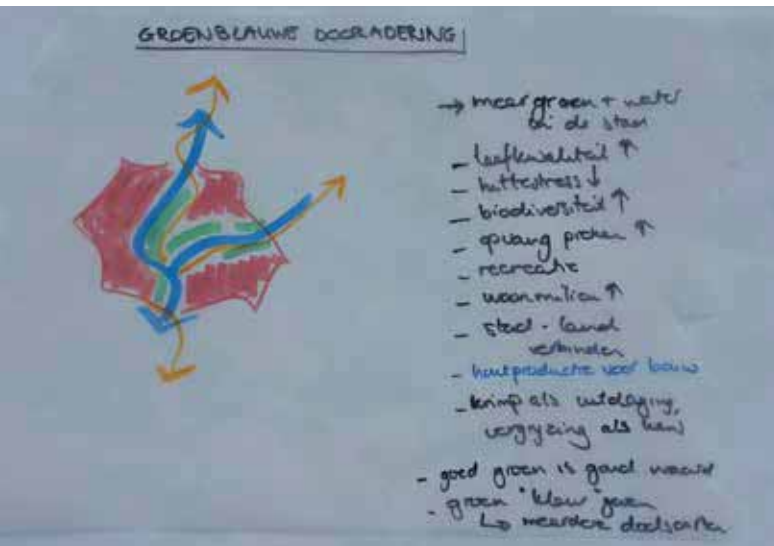 GROENBLAUWE DOORADERING
→ meer groen + water
de stad
- leefkwaliteit ↑
- hittestress ↓
- biodiversiteit ↑
- opvang pieken ↑
- recreatie
- woonmilieu ↑
- stad - land
verbinden
- houtproductie voor bouw
- krimp als uitdaging,
vergrijzing als kans
- goed groen is goud waard
- groen "kleur" geven
↳ meerdere doelsoorten